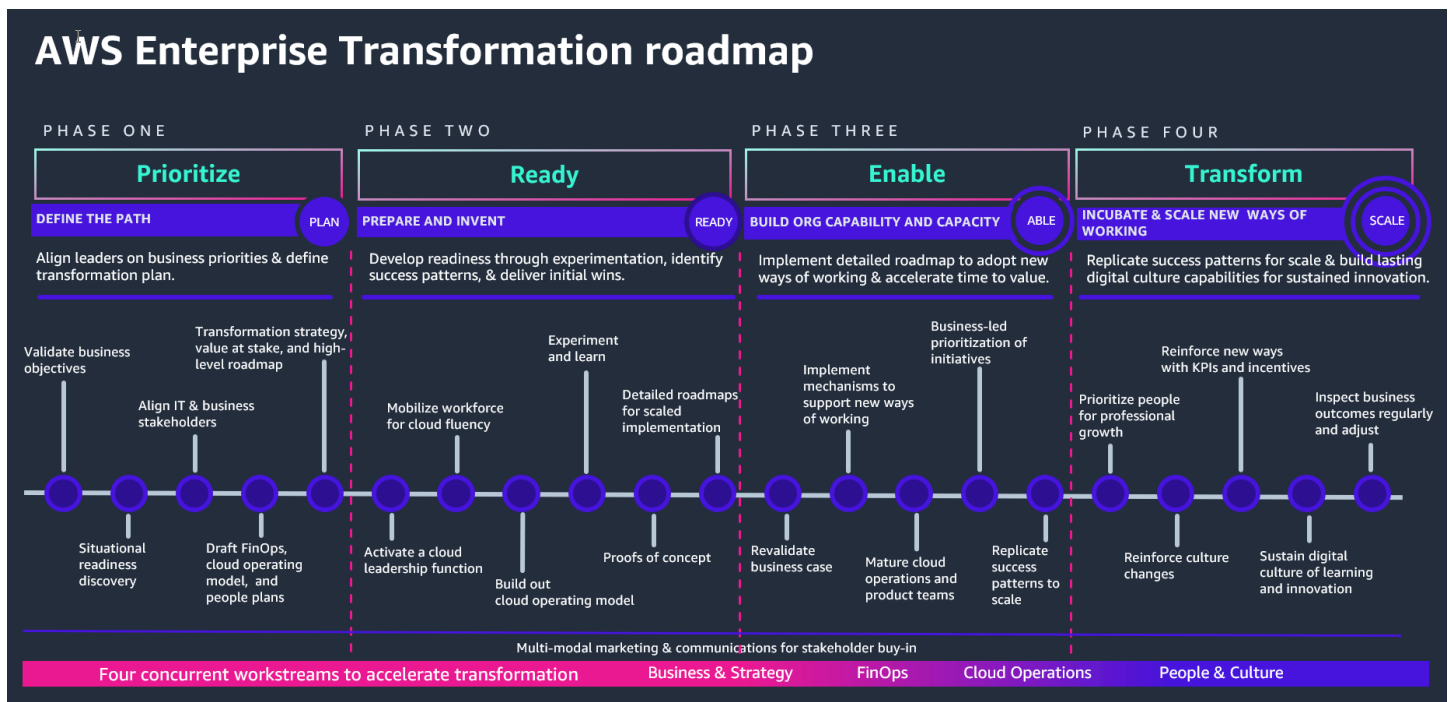 AWS Enterprise Transformation roadmap
PHASE ONE
Prioritize
DEFINE THE PATH
PLAN
Align leaders on business priorities & define
transformation plan.
Validate business
objectives
Situational
readiness
discovery
Align IT & business
stakeholders
Draft FinOps,
cloud operating
model, and
people plans
Transformation strategy,
value at stake, and high-
level roadmap
PHASE TWO
Ready
PREPARE AND INVENT
READY
Develop readiness through experimentation, identify
success patterns, & deliver initial wins.
Activate a cloud
leadership function
Mobilize workforce
for cloud fluency
Build out
cloud operating model
Experiment
and learn
Proofs of concept
Detailed roadmaps
for scaled
implementation
PHASE THREE
Enable
BUILD ORG CAPABILITY AND CAPACITY
ABLE
Implement detailed roadmap to adopt new
ways of working & accelerate time to value.
Revalidate
business case
Implement
mechanisms to
support new ways
of working
Mature cloud
operations and
product teams
Business-led
prioritization of
initiatives
Replicate
success
patterns to
scale
PHASE FOUR
Transform
INCUBATE & SCALE NEW WAYS OF
WORKING
SCALE
Replicate success patterns for scale & build lasting
digital culture capabilities for sustained innovation.
Prioritize people
for professional
growth
Reinforce culture
changes
Reinforce new ways
with KPIs and incentives
Sustain digital
culture of learning
and innovation
Inspect business
outcomes regularly
and adjust
Multi-modal marketing & communications for stakeholder buy-in
Four concurrent workstreams to accelerate transformation
Business & Strategy
FinOps
Cloud Operations
People & Culture